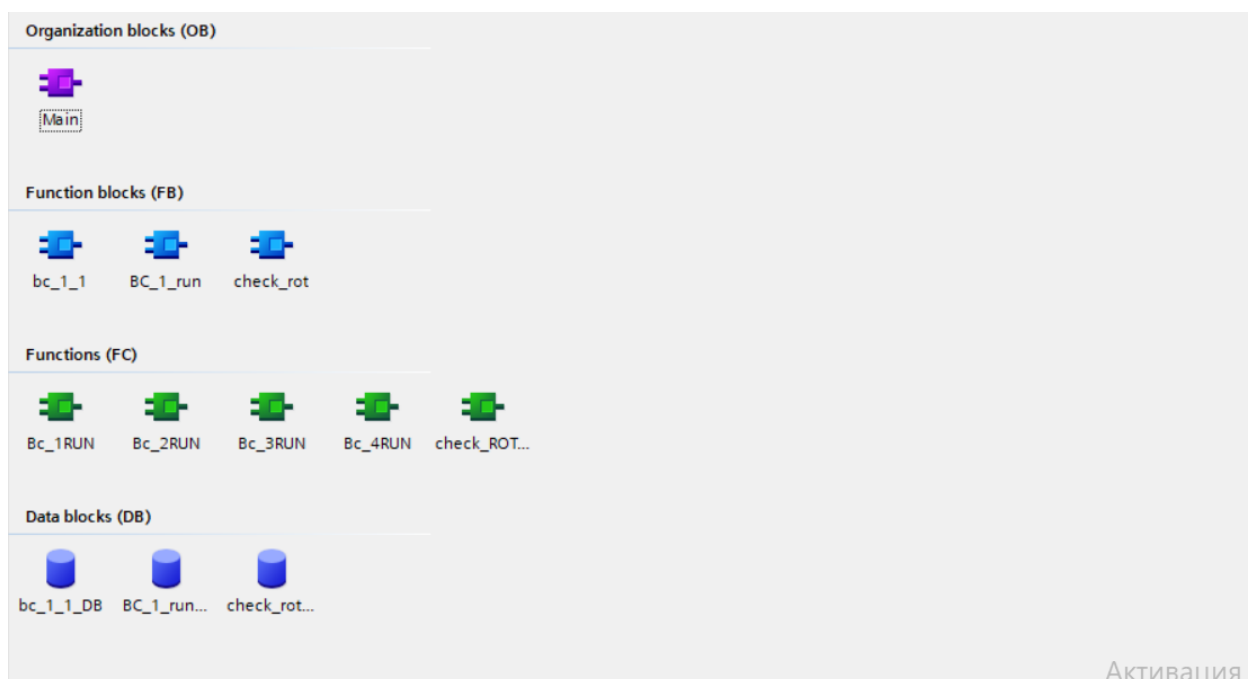 Organization blocks (OB)
Main
Function blocks (FB)
bc_1_1 BC_1_run check_rot
Functions (FC)
Bc_1RUN Bc_2RUN Bc_3RUN Bc_4RUN check_ROT...
Data blocks (DB)
bc_1_1_DB BC_1_run... check_rot...
Активация